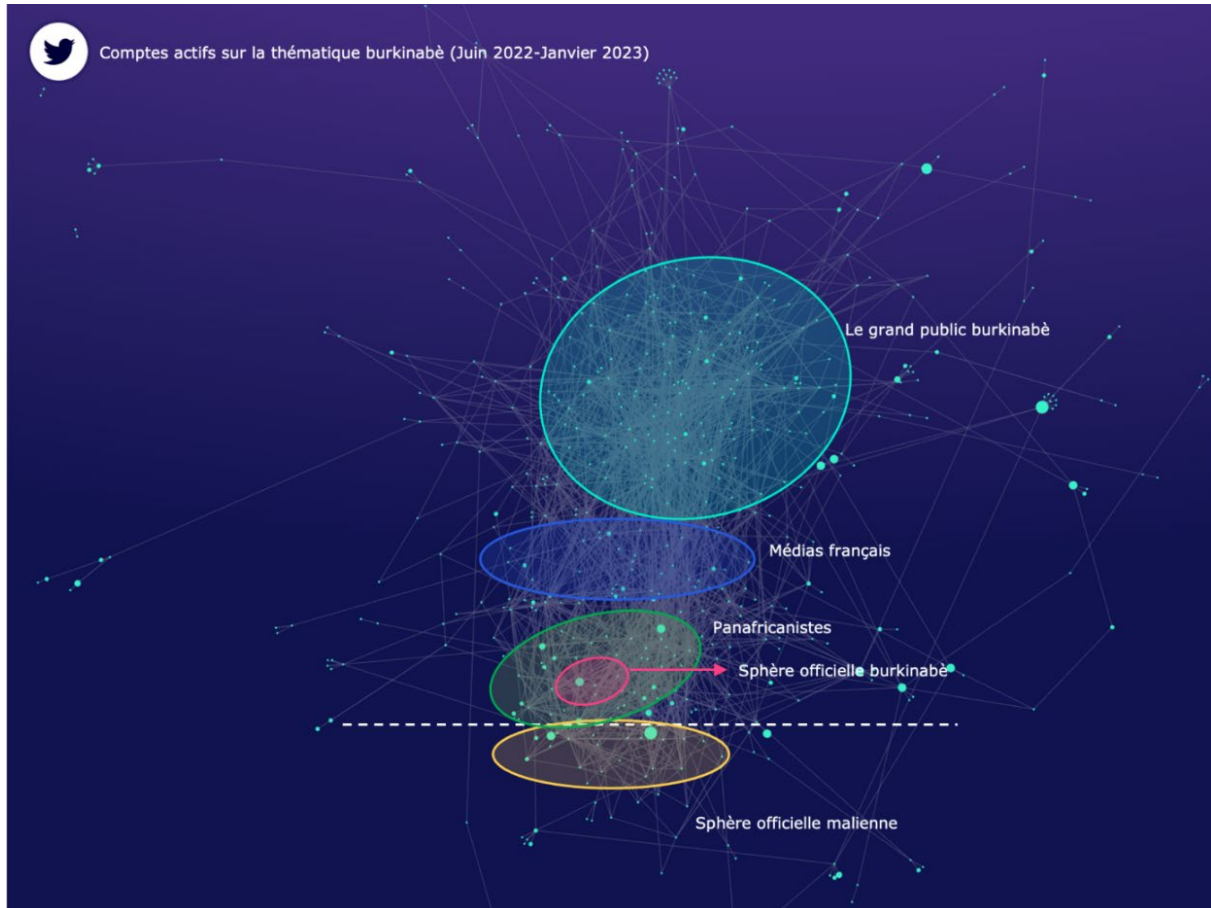 Comptes actifs sur la thématique burkinabè (Juin 2022-Janvier 2023)
Le grand public burkinabè
Médias français
Panafricanistes
Sphère officielle burkinabè
Sphère officielle malienne